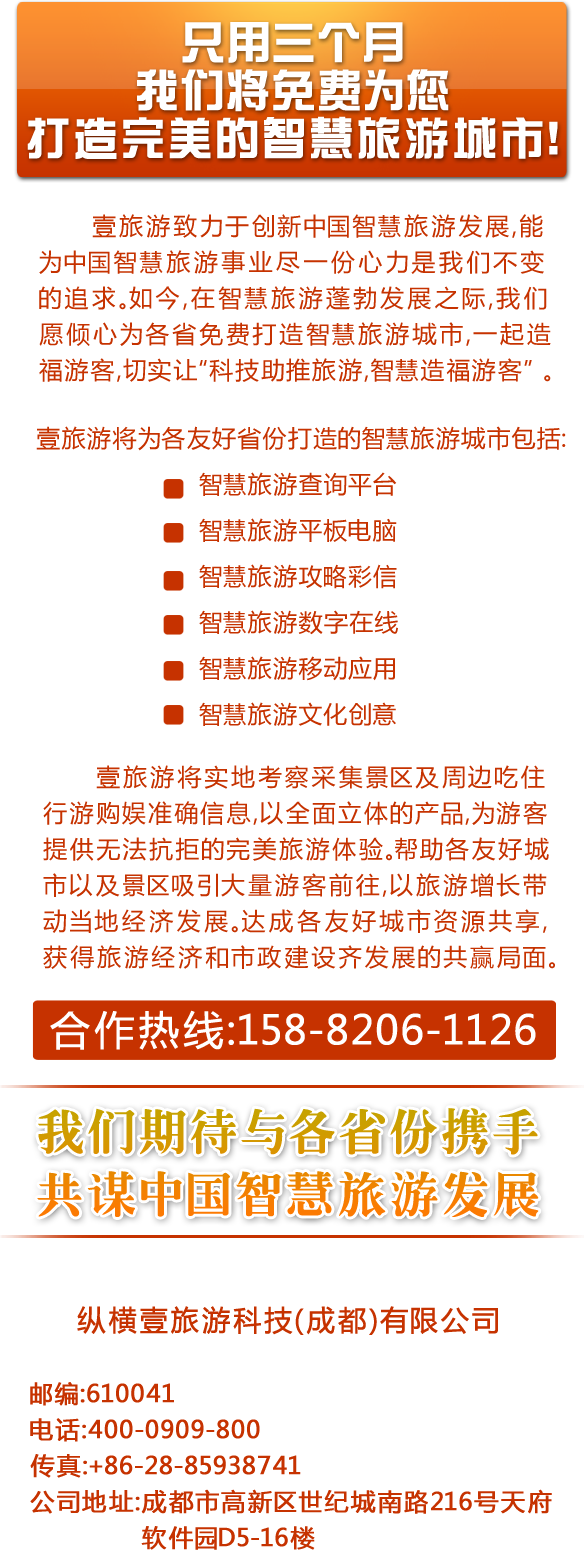 只用三个月
我们将免费为您
打造完美的智慧旅游城市!
壹旅游致力于创新中国智慧旅游发展,能
为中国智慧旅游事业尽一份心力是我们不变
的追求。如今,在智慧旅游蓬勃发展之际,我们
愿倾心为各省免费打造智慧旅游城市,一起造
福游客,切实让"科技助推旅游,智慧造福游客" 。
壹旅游将为各友好省份打造的智慧旅游城市包括:
智慧旅游查询平台
智慧旅游平板电脑
智慧旅游攻略彩信
智慧旅游数字在线
智慧旅游移动应用
智慧旅游文化创意
壹旅游将实地考察采集景区及周边吃住
行游购娱准确信息,以全面立体的产品,为游客
提供无法抗拒的完美旅游体验。帮助各友好城
市以及景区吸引大量游客前往,以旅游增长带
动当地经济发展。达成各友好城市资源共享,
获得旅游经济和市政建设齐发展的共赢局面。
合作热线:158-8206-1126
我们期待与各省份携手
共谋中国智慧旅游发展
纵横壹旅游科技(成都)有限公司
邮编:610041
电话:400-0909-800
传真:+86-28-85938741
公司地址:成都市高新区世纪城南路216号天府
软件园D5-16楼